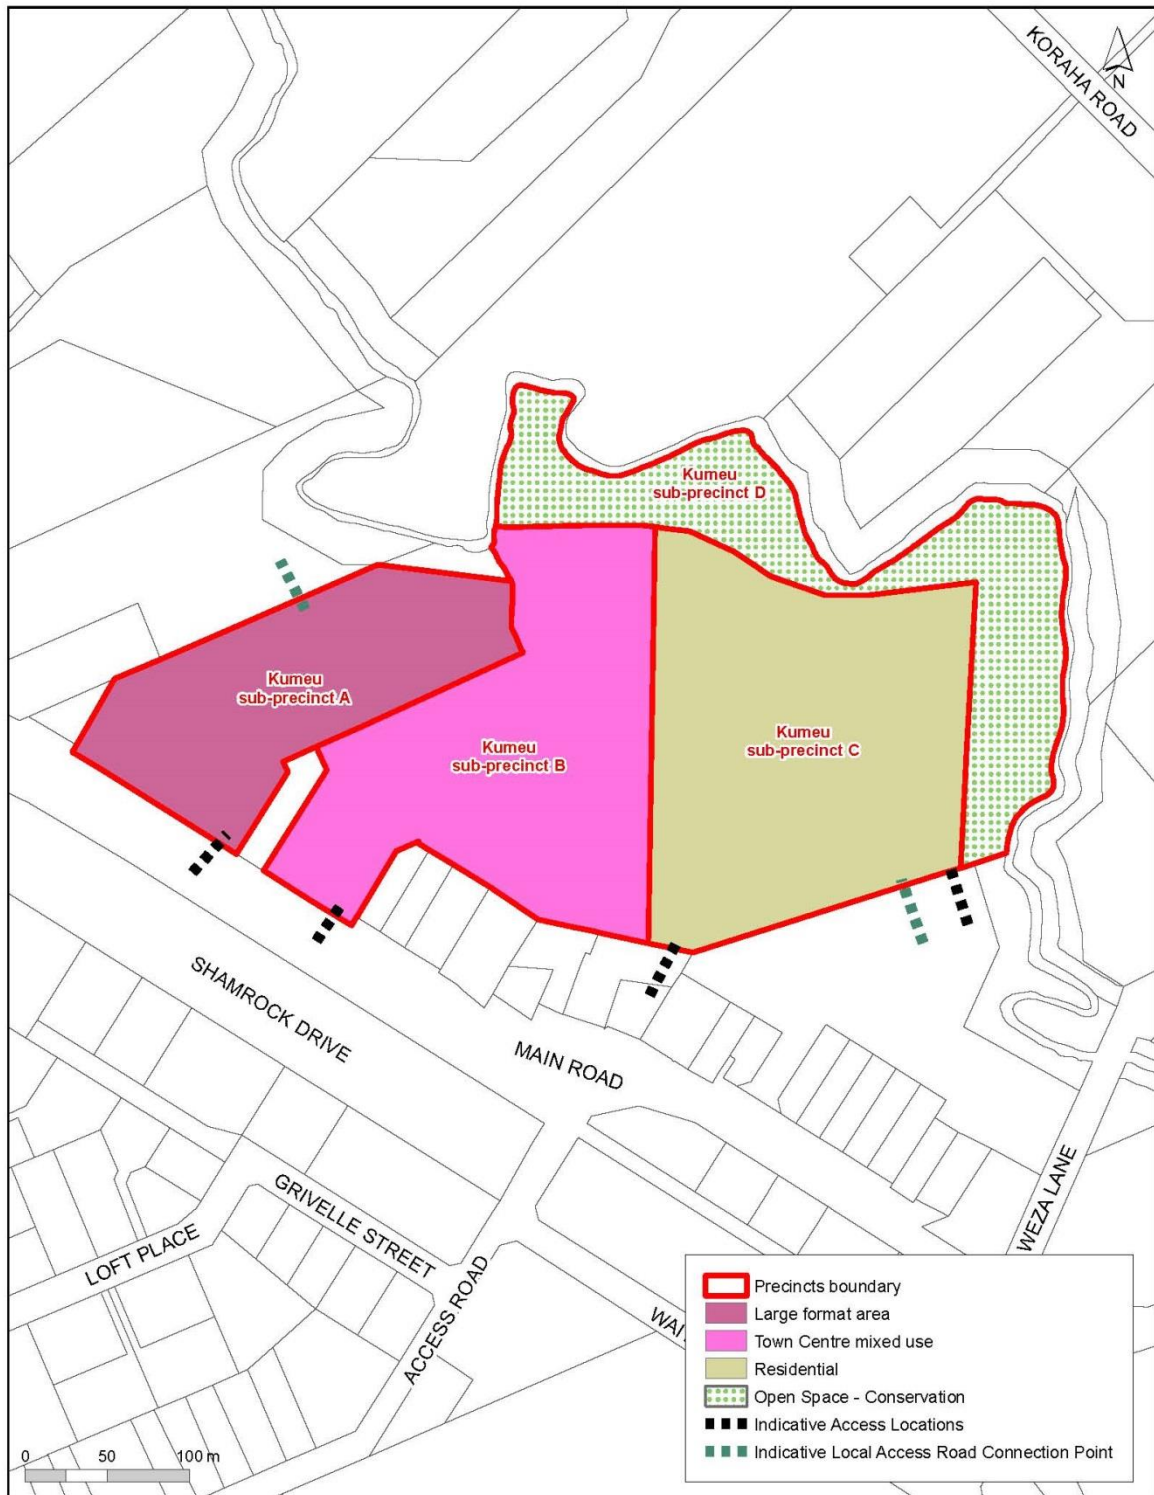 KORAHA ROAD
N
Kumeu
sub-precinct D
Kumeu
sub-precinct A
Kumeu
sub-precinct B
Kumeu
sub-precinct C
SHAMROCK DRIVE
MAIN ROAD
GRIVELLE STREET
LOFT PLACE
ACCESS ROAD
WEZA LANE
WAI
Precincts boundary
Large format area
Town Centre mixed use
Residential
Open Space - Conservation
Indicative Access Locations
Indicative Local Access Road Connection Point
0 50 100 m